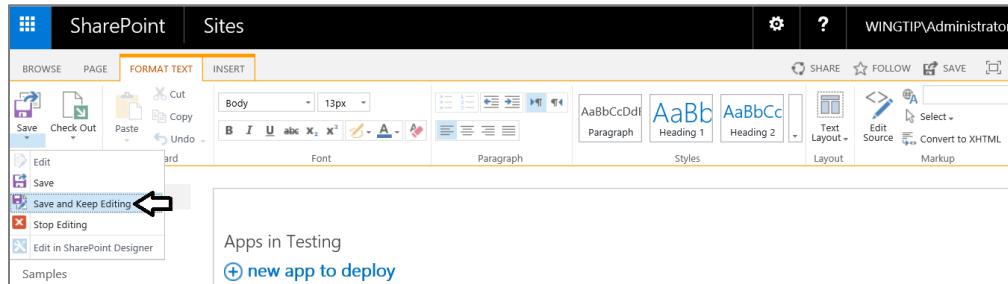 SharePoint Sites ? WINGTIP\Administrator
BROWSE PAGE FORMAT TEXT INSERT SHARE FOLLOW SAVE
Save Check Out Paste Cut Copy Undo
Body 13px
B I U abc X₂ X² A
AaBbCcDdI AaBb AaBbCc
Paragraph Heading 1 Heading 2
Text Layout
Edit Source
Select
Convert to XHTML
ard Font Paragraph Styles Layout Markup
Edit
Save
Save and Keep Editing
Stop Editing
Edit in SharePoint Designer
Samples
Apps in Testing
new app to deploy